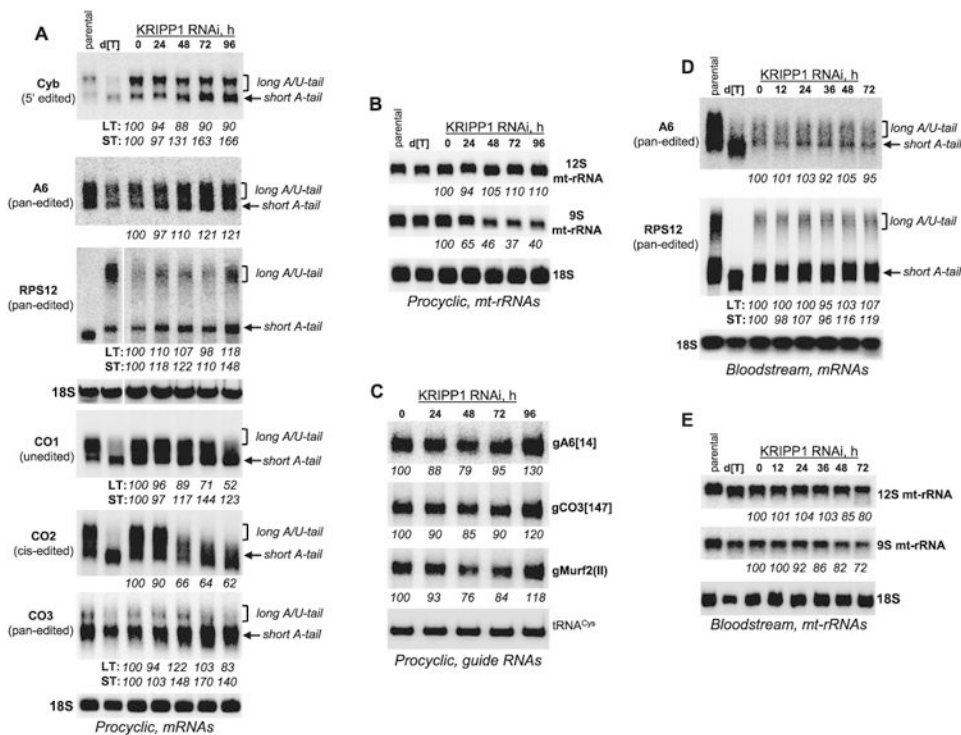 A
parental
d[T]
KRIPP1 RNAi, h
0 24 48 72 96
Cyb
(5' edited)
long A/U-tail
short A-tail
LT: 100 94 88 90 90
ST: 100 97 131 163 166
A6
(pan-edited)
long A/U-tail
short A-tail
100 97 110 121 121
RPS12
(pan-edited)
long A/U-tail
short A-tail
LT: 100 110 107 98 118
ST: 100 118 122 110 148
18S
CO1
(unedited)
long A/U-tail
short A-tail
LT: 100 96 89 71 52
ST: 100 97 117 144 123
CO2
(cis-edited)
long A/U-tail
short A-tail
100 90 66 64 62
CO3
(pan-edited)
long A/U-tail
short A-tail
LT: 100 94 122 103 83
ST: 100 103 148 170 140
18S
Procyclic, mRNAs
B
parental
d[T]
KRIPP1 RNAi, h
0 24 48 72 96
12S
mt-rRNA
100 94 105 110 110
9S
mt-rRNA
100 65 46 37 40
18S
Procyclic, mt-rRNAs
C
KRIPP1 RNAi, h
0 24 48 72 96
gA6[14]
100 88 79 95 130
gCO3[147]
100 90 85 90 120
gMurf2(II)
100 93 76 84 118
tRNACys
Procyclic, guide RNAs
D
parental
d[T]
KRIPP1 RNAi, h
0 12 24 36 48 72
A6
(pan-edited)
long A/U-tail
short A-tail
100 101 103 92 105 95
RPS12
(pan-edited)
long A/U-tail
short A-tail
LT: 100 100 100 95 103 107
ST: 100 98 107 96 116 119
18S
Bloodstream, mRNAs
E
parental
d[T]
KRIPP1 RNAi, h
0 12 24 36 48 72
12S mt-rRNA
100 101 104 103 85 80
9S mt-rRNA
100 100 92 86 82 72
18S
Bloodstream, mt-rRNAs